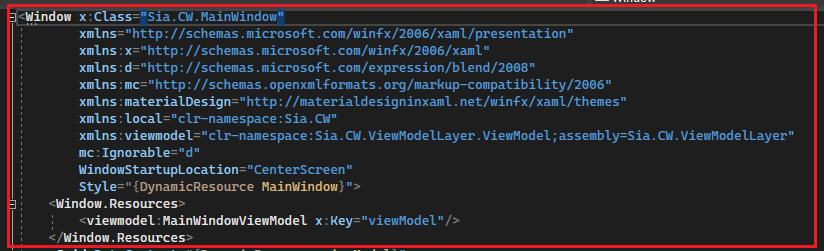 <Window x:Class="Sia.CW.MainWindow"
xmlns="http://schemas.microsoft.com/winfx/2006/xaml/presentation"
xmlns:x="http://schemas.microsoft.com/winfx/2006/xaml"
xmlns:d="http://schemas.microsoft.com/expression/blend/2008"
xmlns:mc="http://schemas.openxmlformats.org/markup-compatibility/2006"
xmlns:materialDesign="http://materialdesigninxaml.net/winfx/xaml/themes"
xmlns:local="clr-namespace:Sia.CW"
xmlns:viewmodel="clr-namespace:Sia.CW.ViewModelLayer.ViewModel;assembly=Sia.CW.ViewModelLayer"
mc:Ignorable="d"
WindowStartupLocation="CenterScreen"
Style="{DynamicResource MainWindow}">
<Window.Resources>
<viewmodel:MainWindowViewModel x:Key="viewModel"/>
</Window.Resources>